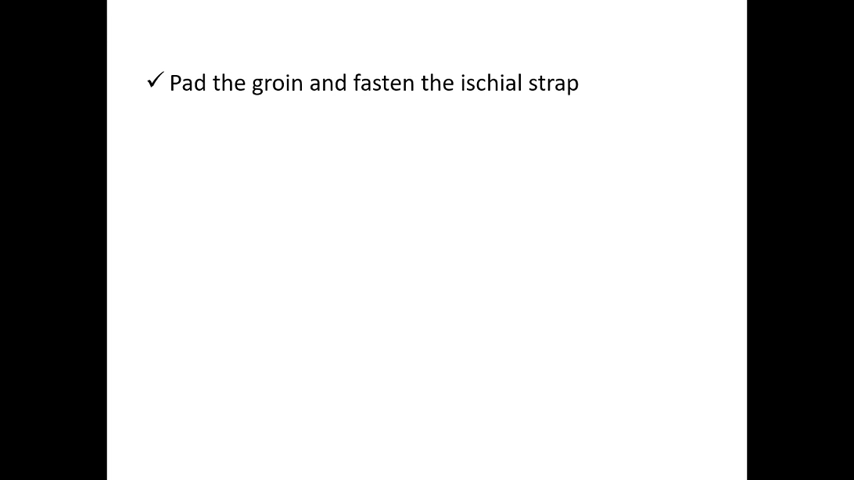 ✓ Pad the groin and fasten the ischial strap